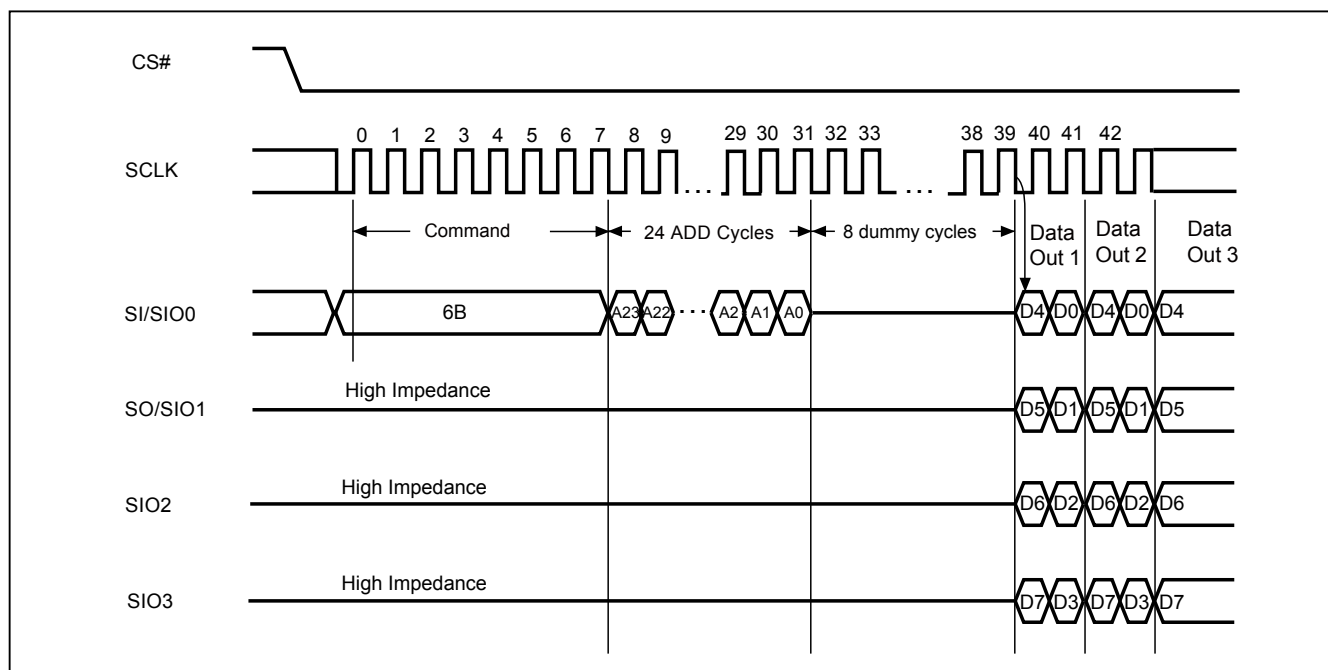 CS#
0 1 2 3 4 5 6 7 8 9 29 30 31 32 33 38 39 40 41 42
SCLK
Command 24 ADD Cycles 8 dummy cycles Data Out 1 Data Out 2 Data Out 3
SI/SIO0 6B A23 A22 A2 A1 A0 D4 D0 D4 D0 D4
High Impedance
SO/SIO1 D5 D1 D5 D1 D5
High Impedance
SIO2 D6 D2 D6 D2 D6
High Impedance
SIO3 D7 D3 D7 D3 D7